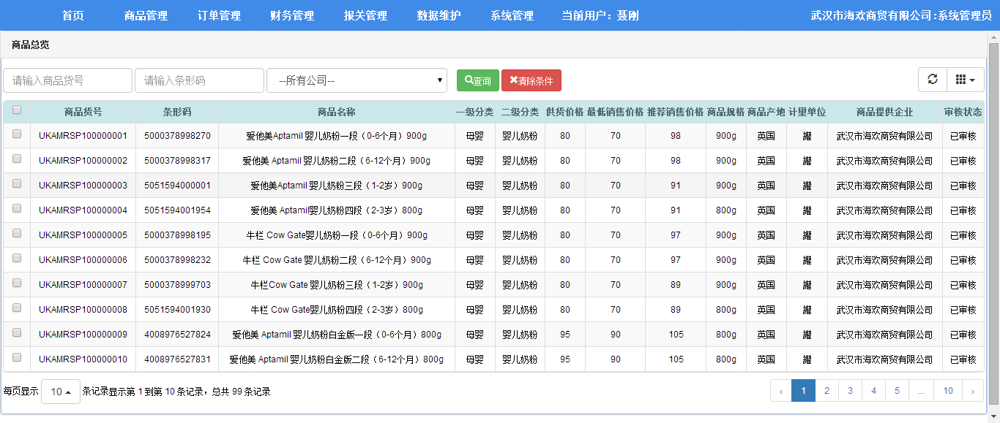 首页 商品管理 订单管理 财务管理 报关管理 数据维护 系统管理 当前用户：聂刚 武汉市海欢商贸有限公司:系统管理员
商品总览
请输入商品货号 请输入条形码 --所有公司-- 查询 清除条件
商品货号 条形码 商品名称 一级分类 二级分类 供货价格 最低销售价格 推荐销售价格 商品规格 商品产地 计量单位 商品提供企业 审核状态
UKAMRSP100000001 5000378998270 爱他美Aptamil 婴儿奶粉一段（0-6个月）900g 母婴 婴儿奶粉 80 70 98 900g 英国 罐 武汉市海欢商贸有限公司 已审核
UKAMRSP100000002 5000378998317 爱他美 Aptamil 婴儿奶粉二段（6-12个月）900g 母婴 婴儿奶粉 80 70 98 900g 英国 罐 武汉市海欢商贸有限公司 已审核
UKAMRSP100000003 5051594000001 爱他美Aptamil 婴儿奶粉三段（1-2岁）900g 母婴 婴儿奶粉 80 70 91 900g 英国 罐 武汉市海欢商贸有限公司 已审核
UKAMRSP100000004 5051594001954 爱他美 Aptamil婴儿奶粉四段（2-3岁）800g 母婴 婴儿奶粉 80 70 91 800g 英国 罐 武汉市海欢商贸有限公司 已审核
UKAMRSP100000005 5000378998195 牛栏 Cow Gate婴儿奶粉一段（0-6个月）900g 母婴 婴儿奶粉 80 70 97 900g 英国 罐 武汉市海欢商贸有限公司 已审核
UKAMRSP100000006 5000378998232 牛栏 Cow Gate 婴儿奶粉二段（6-12个月）900g 母婴 婴儿奶粉 80 70 97 900g 英国 罐 武汉市海欢商贸有限公司 已审核
UKAMRSP100000007 5000378999703 牛栏Cow Gate 婴儿奶粉三段（1-2岁）900g 母婴 婴儿奶粉 80 70 89 900g 英国 罐 武汉市海欢商贸有限公司 已审核
UKAMRSP100000008 5051594001930 牛栏 Cow Gate婴儿奶粉四段（2-3岁）800g 母婴 婴儿奶粉 80 70 89 800g 英国 罐 武汉市海欢商贸有限公司 已审核
UKAMRSP100000009 4008976527824 爱他美 Aptamil 婴儿奶粉白金版一段（0-6个月）800g 母婴 婴儿奶粉 95 90 105 800g 英国 罐 武汉市海欢商贸有限公司 已审核
UKAMRSP100000010 4008976527831 爱他美 Aptamil 婴儿奶粉白金版二段（6-12个月）800g 母婴 婴儿奶粉 95 90 105 800g 英国 罐 武汉市海欢商贸有限公司 已审核
每页显示 10 条记录显示第 1 到第 10 条记录，总共 99 条记录 ‹ 1 2 3 4 5 ... 10 ›